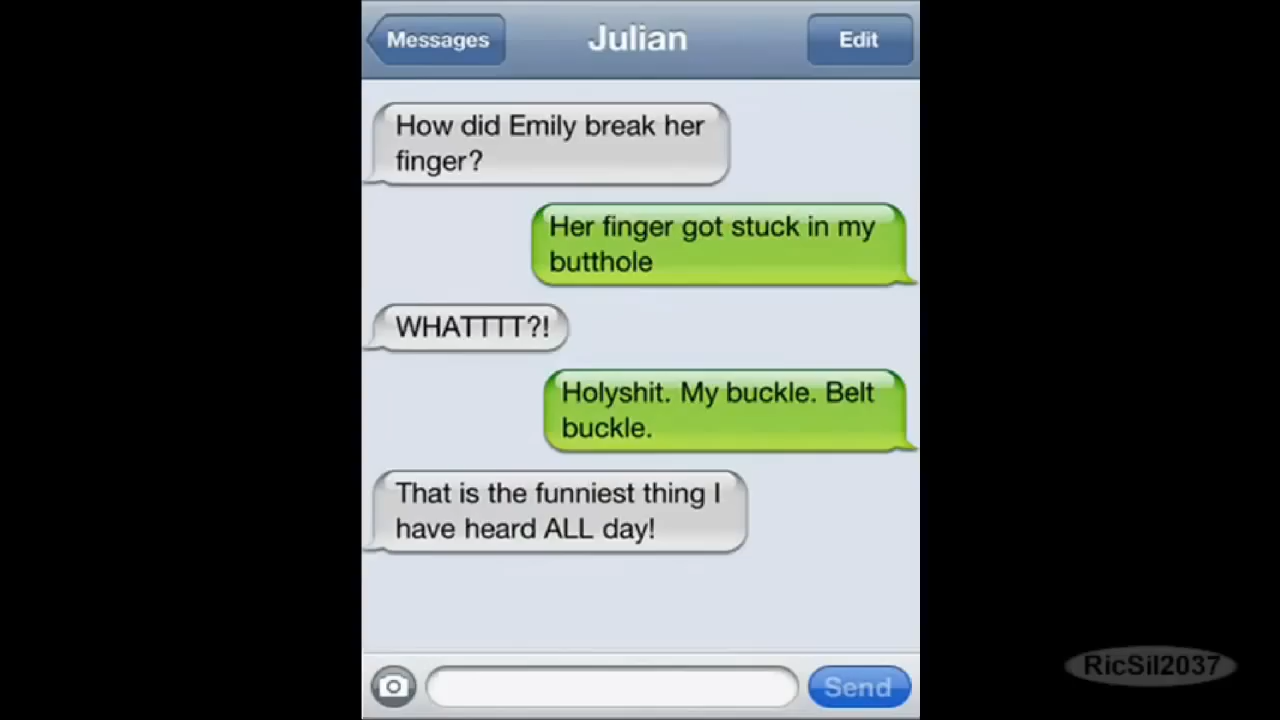 Messages
Julian
Edit
How did Emily break her
finger?
Her finger got stuck in my
butthole
WHATTTT?!
Holyshit. My buckle. Belt
buckle.
That is the funniest thing I
have heard ALL day!
Send
RicSil2037